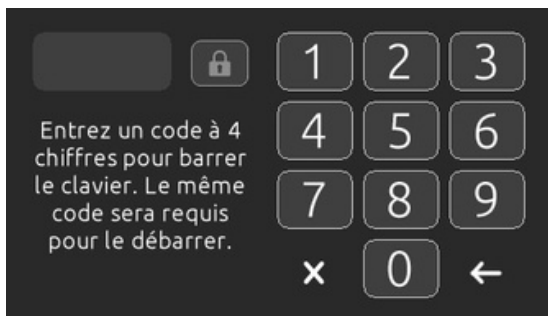 1 2 3
Entrez un code à 4
chiffres pour barrer
le clavier. Le même
code sera requis
pour le débarrer.
4 5 6
7 8 9
× 0 ←